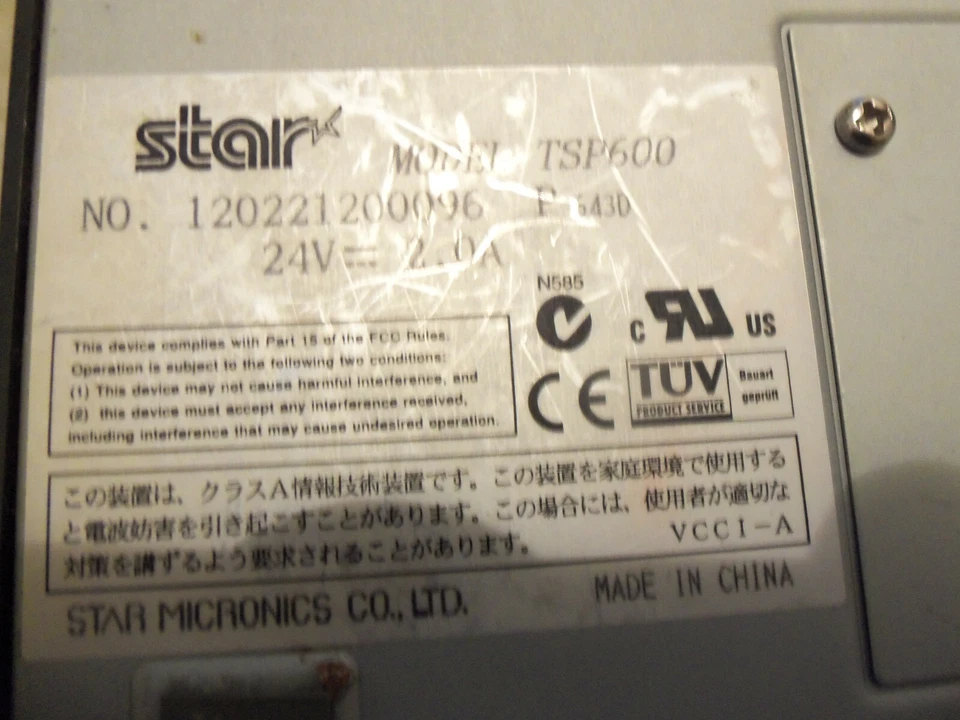 star
MODEL TSP600
NO. 120221200096 643D
24V⎓ 2.0A
N585
C UR US
This device complies with Part 15 of the FCC Rules.
Operation is subject to the following two conditions:
(1) This device may not cause harmful interference, and
(2) this device must accept any interference received,
including interference that may cause undesired operation.
CE
TÜV
PRODUCT SERVICE
Bauart
geprüft
この装置は、クラスA情報技術装置です。この装置を家庭環境で使用する
と電波妨害を引き起こすことがあります。この場合には、使用者が適切な
対策を講ずるよう要求されることがあります。
VCCI-A
STAR MICRONICS CO., LTD.
MADE IN CHINA